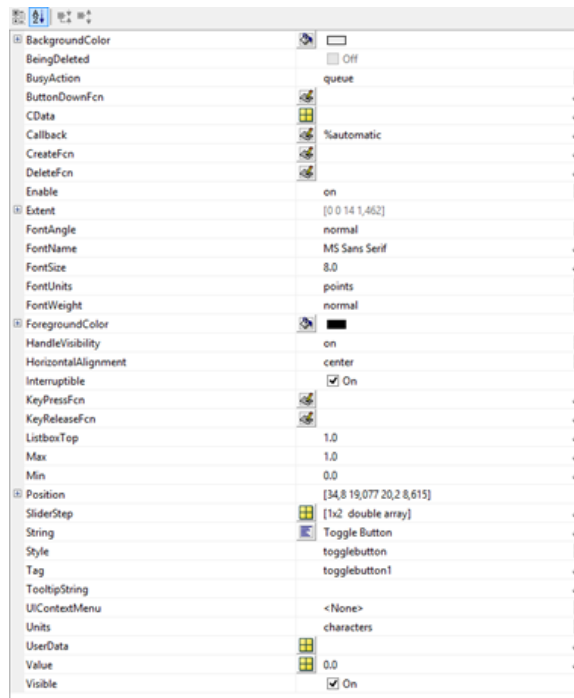 BackgroundColor
BeingDeleted Off
BusyAction queue
ButtonDownFcn
CData
Callback %automatic
CreateFcn
DeleteFcn
Enable on
Extent [0 0 14 1,462]
FontAngle normal
FontName MS Sans Serif
FontSize 8.0
FontUnits points
FontWeight normal
ForegroundColor
HandleVisibility on
HorizontalAlignment center
Interruptible On
KeyPressFcn
KeyReleaseFcn
ListboxTop 1.0
Max 1.0
Min 0.0
Position [34,8 19,077 20,2 8,615]
SliderStep [1x2 double array]
String Toggle Button
Style togglebutton
Tag togglebutton1
TooltipString
UIContextMenu <None>
Units characters
UserData
Value 0.0
Visible On